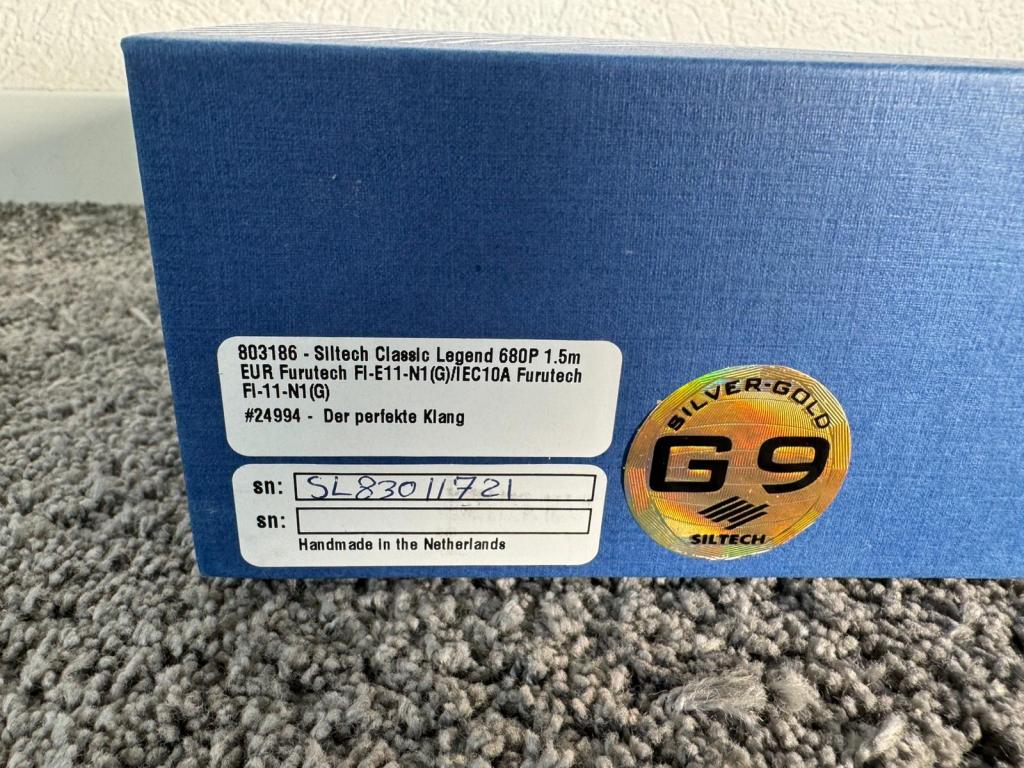 803186 - Siltech Classic Legend 680P 1.5m
EUR Furutech FI-E11-N1(G)/IEC10A Furutech
FI-11-N1(G)
#24994 - Der perfekte Klang
sn: SL83011721
sn:
Handmade in the Netherlands
SILVER-GOLD
G9
SILTECH